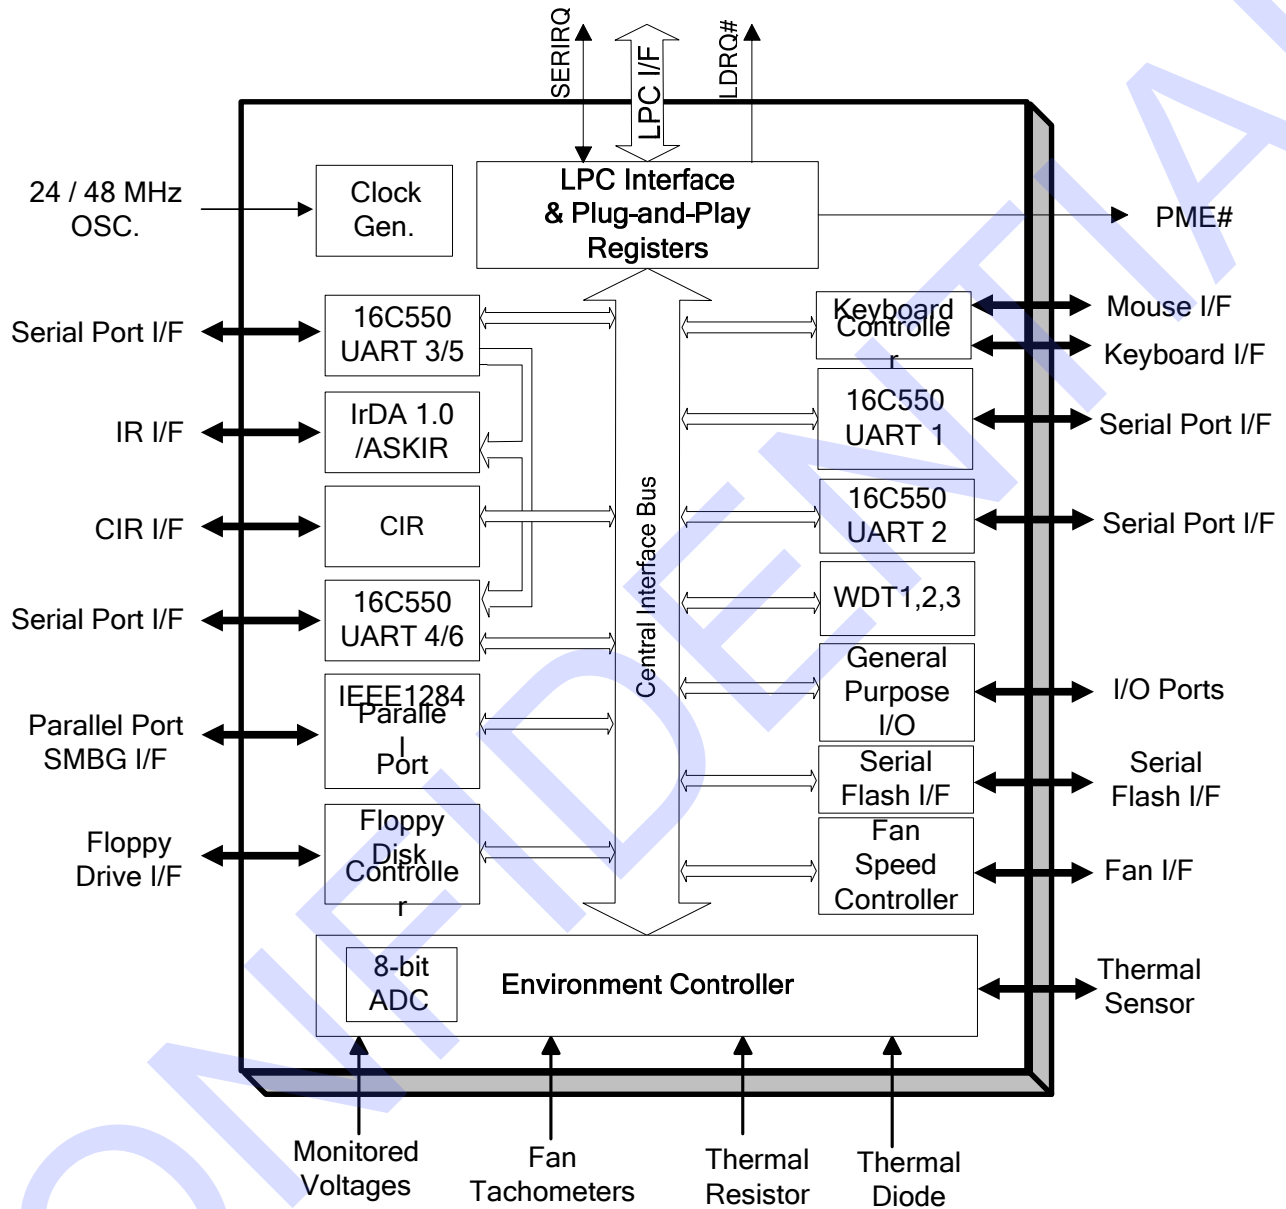 SERIRQ
LPC I/F
LDRQ#
24 / 48 MHz
OSC.
Clock
Gen.
LPC Interface
& Plug-and-Play
Registers
PME#
Serial Port I/F
16C550
UART 3/5
IR I/F
IrDA 1.0
/ASKIR
CIR I/F
CIR
Serial Port I/F
16C550
UART 4/6
Parallel Port
SMBG I/F
IEEE1284
Paralle
l
Port
Floppy
Drive I/F
Floppy
Disk
Controlle
r
Central Interface Bus
Keyboard
Controlle
r
Mouse I/F
Keyboard I/F
16C550
UART 1
Serial Port I/F
16C550
UART 2
Serial Port I/F
WDT1,2,3
General
Purpose
I/O
I/O Ports
Serial
Flash I/F
Serial
Flash I/F
Fan
Speed
Controller
Fan I/F
8-bit
ADC
Environment Controller
Thermal
Sensor
Monitored
Voltages
Fan
Tachometers
Thermal
Resistor
Thermal
Diode
ONFIDENTIA